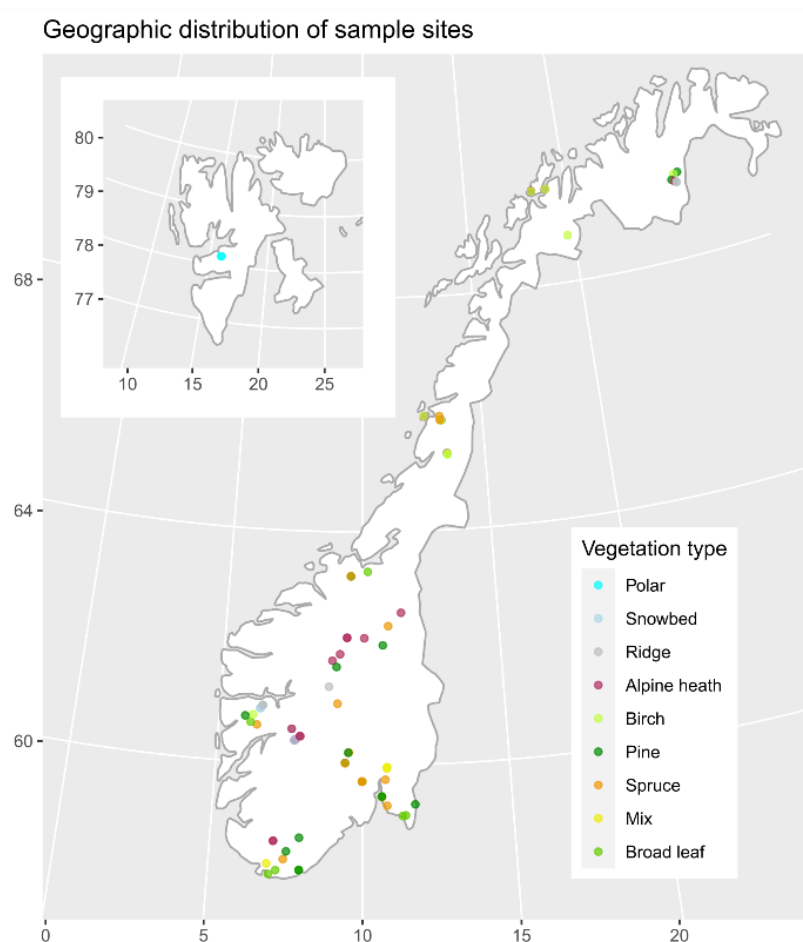 Geographic distribution of sample sites
80
79
78
77
10 15 20 25
68
64
60
0 5 10 15 20
Vegetation type
Polar
Snowbed
Ridge
Alpine heath
Birch
Pine
Spruce
Mix
Broad leaf